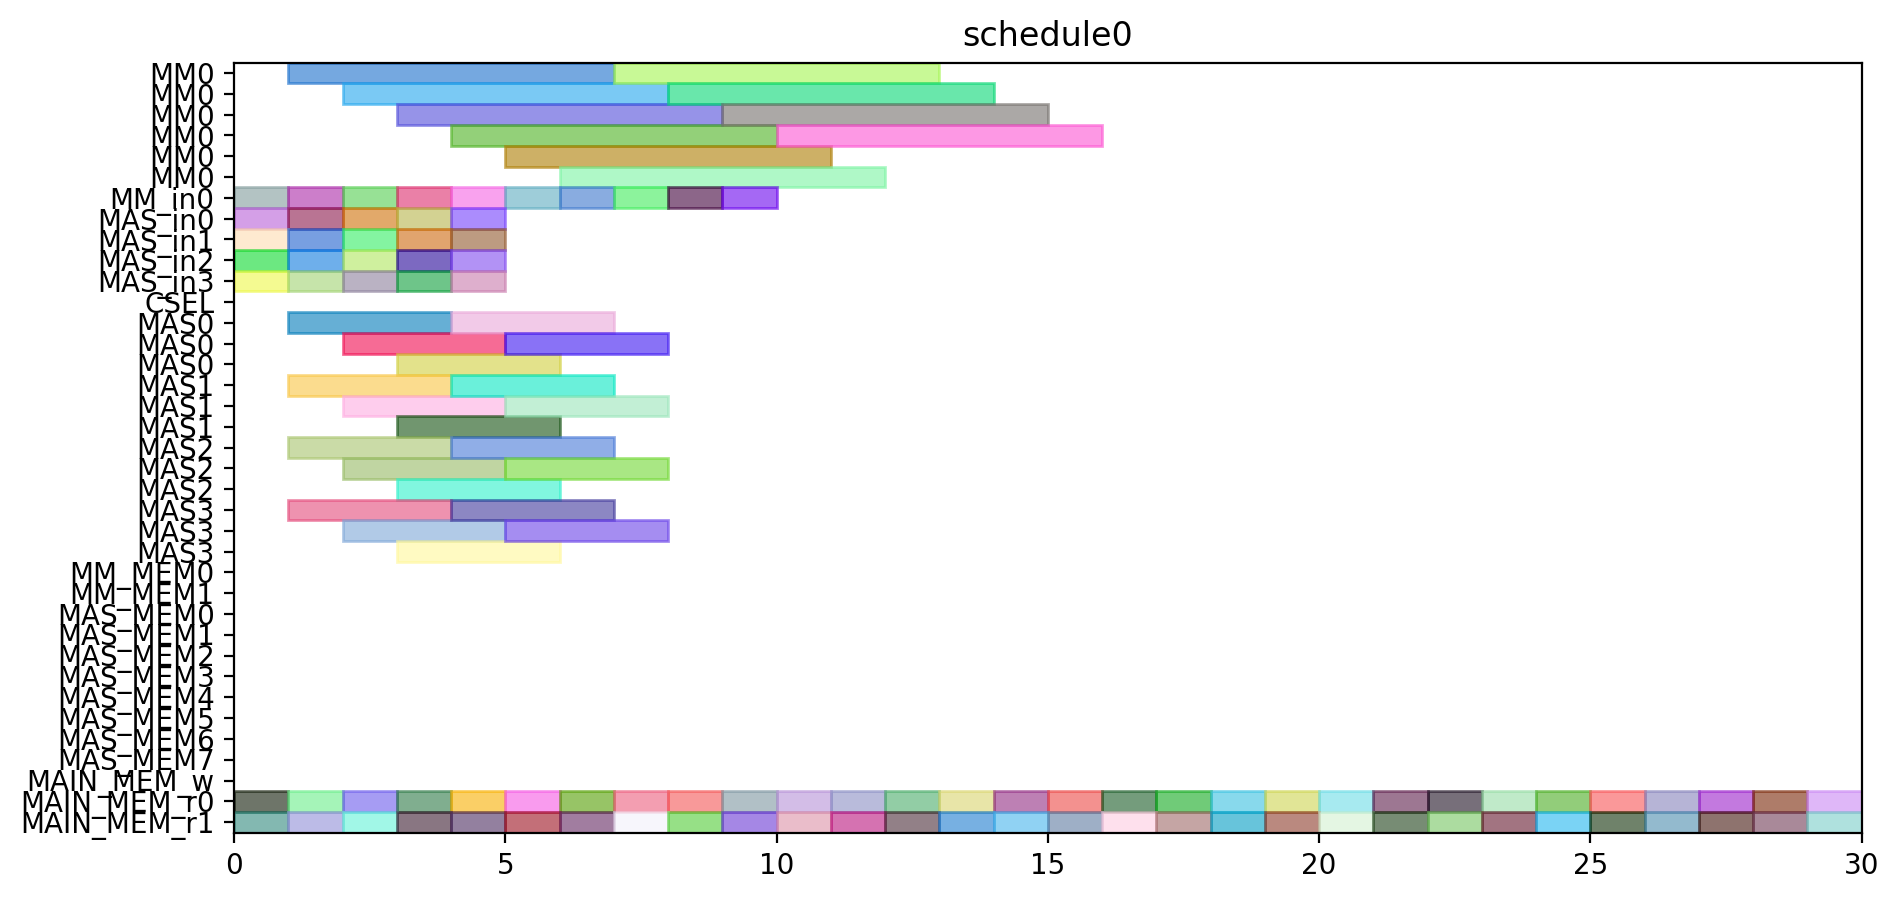 schedule0
MM0
MM0
MM0
MM0
MM0
MM0
MM_in0
MAS_in0
MAS_in1
MAS_in2
MAS_in3
CSEL
MAS0
MAS0
MAS0
MAS1
MAS1
MAS1
MAS2
MAS2
MAS2
MAS3
MAS3
MAS3
MM_MEM0
MM_MEM1
MAS_MEM0
MAS_MEM1
MAS_MEM2
MAS_MEM3
MAS_MEM4
MAS_MEM5
MAS_MEM6
MAS_MEM7
MAIN_MEM_w
MAIN_MEM_r0
MAIN_MEM_r1
0 5 10 15 20 25 30